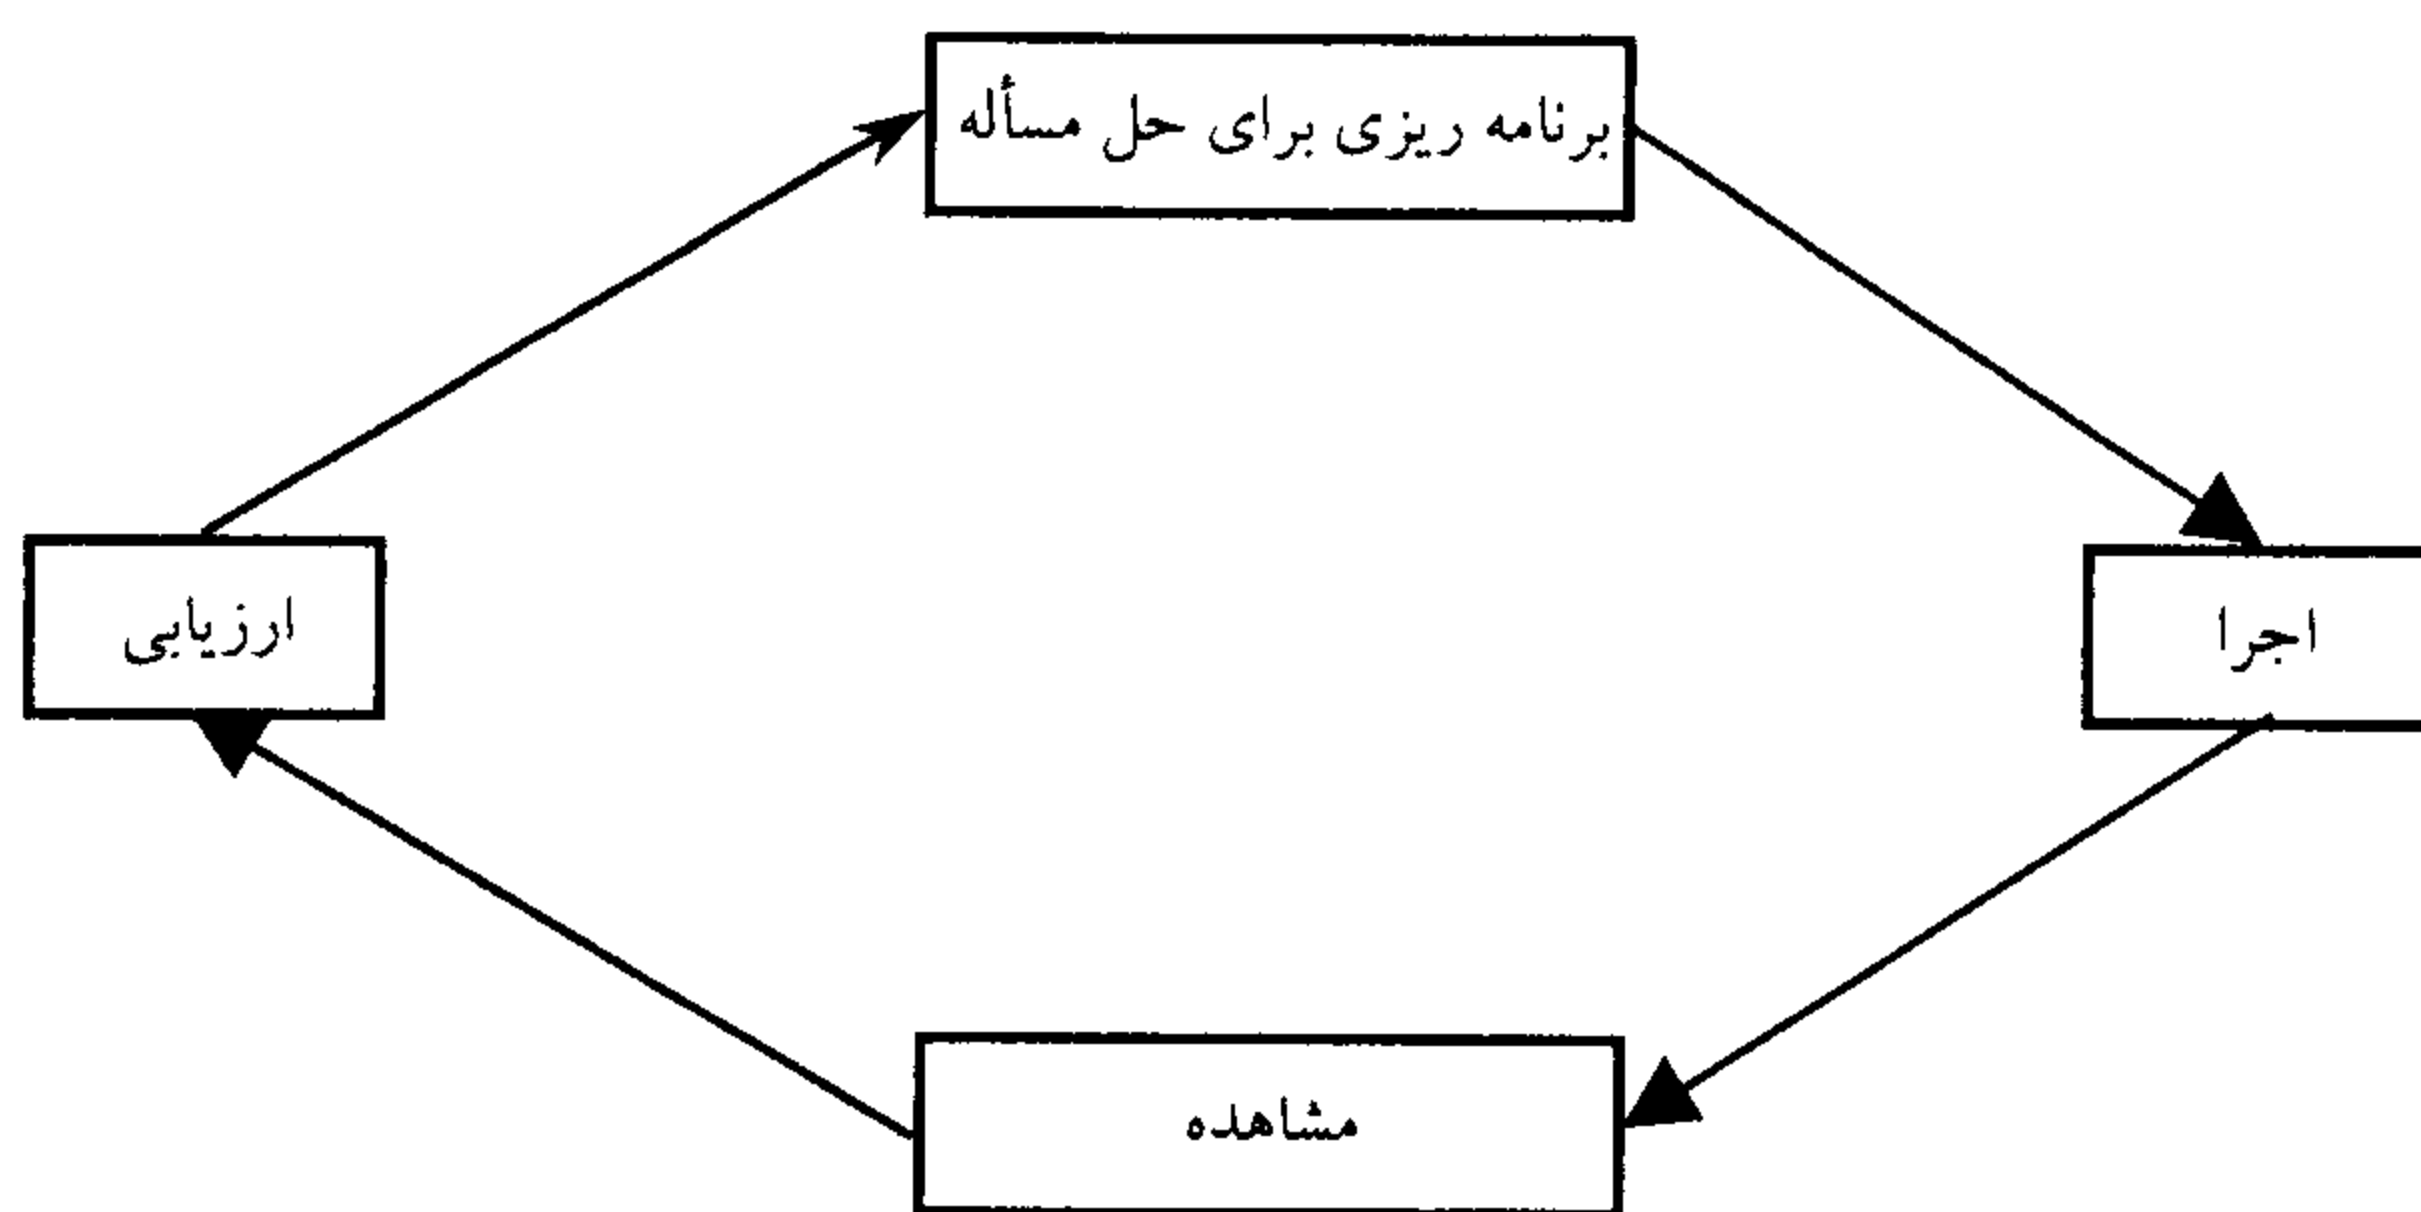 برنامه ریزی برای حل مسأله
اجرا
ارزیابی
مشاهده